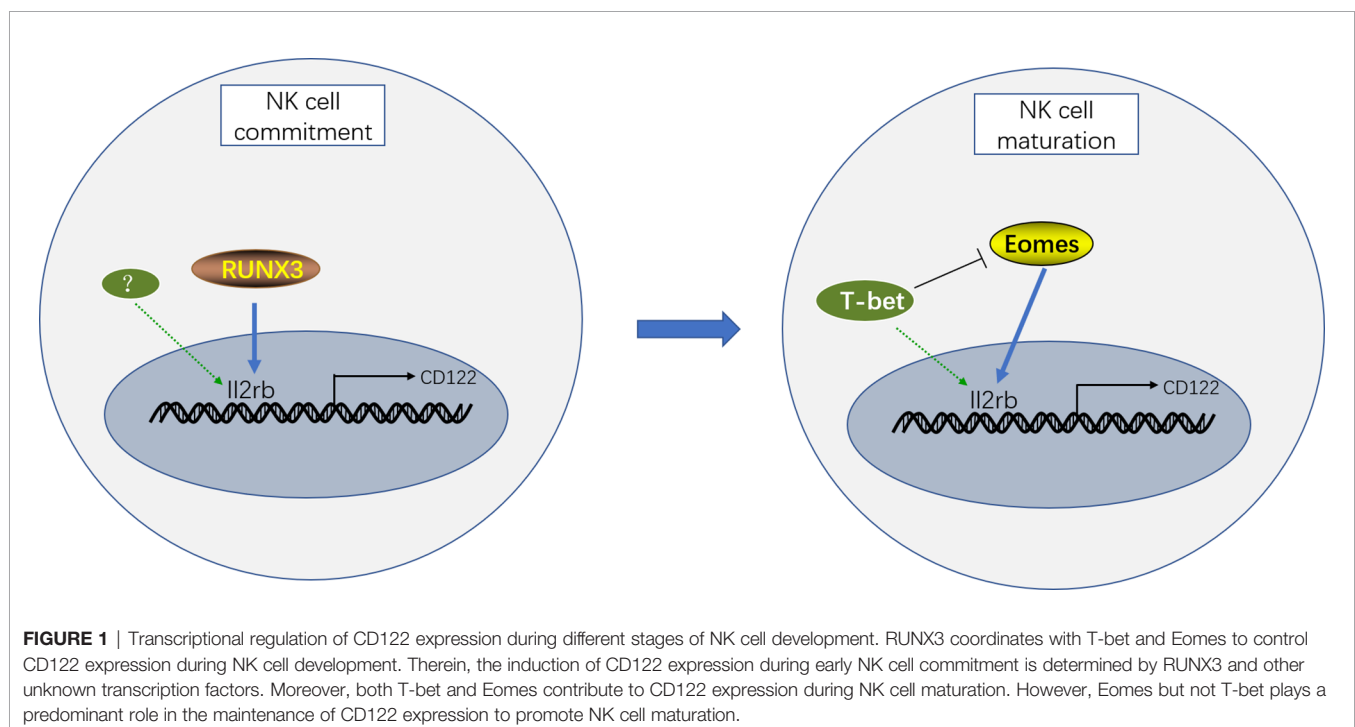 NK cell
commitment
RUNX3
?
Il2rb
CD122
NK cell
maturation
Eomes
T-bet
Il2rb
CD122
FIGURE 1 | Transcriptional regulation of CD122 expression during different stages of NK cell development. RUNX3 coordinates with T-bet and Eomes to control
CD122 expression during NK cell development. Therein, the induction of CD122 expression during early NK cell commitment is determined by RUNX3 and other
unknown transcription factors. Moreover, both T-bet and Eomes contribute to CD122 expression during NK cell maturation. However, Eomes but not T-bet plays a
predominant role in the maintenance of CD122 expression to promote NK cell maturation.